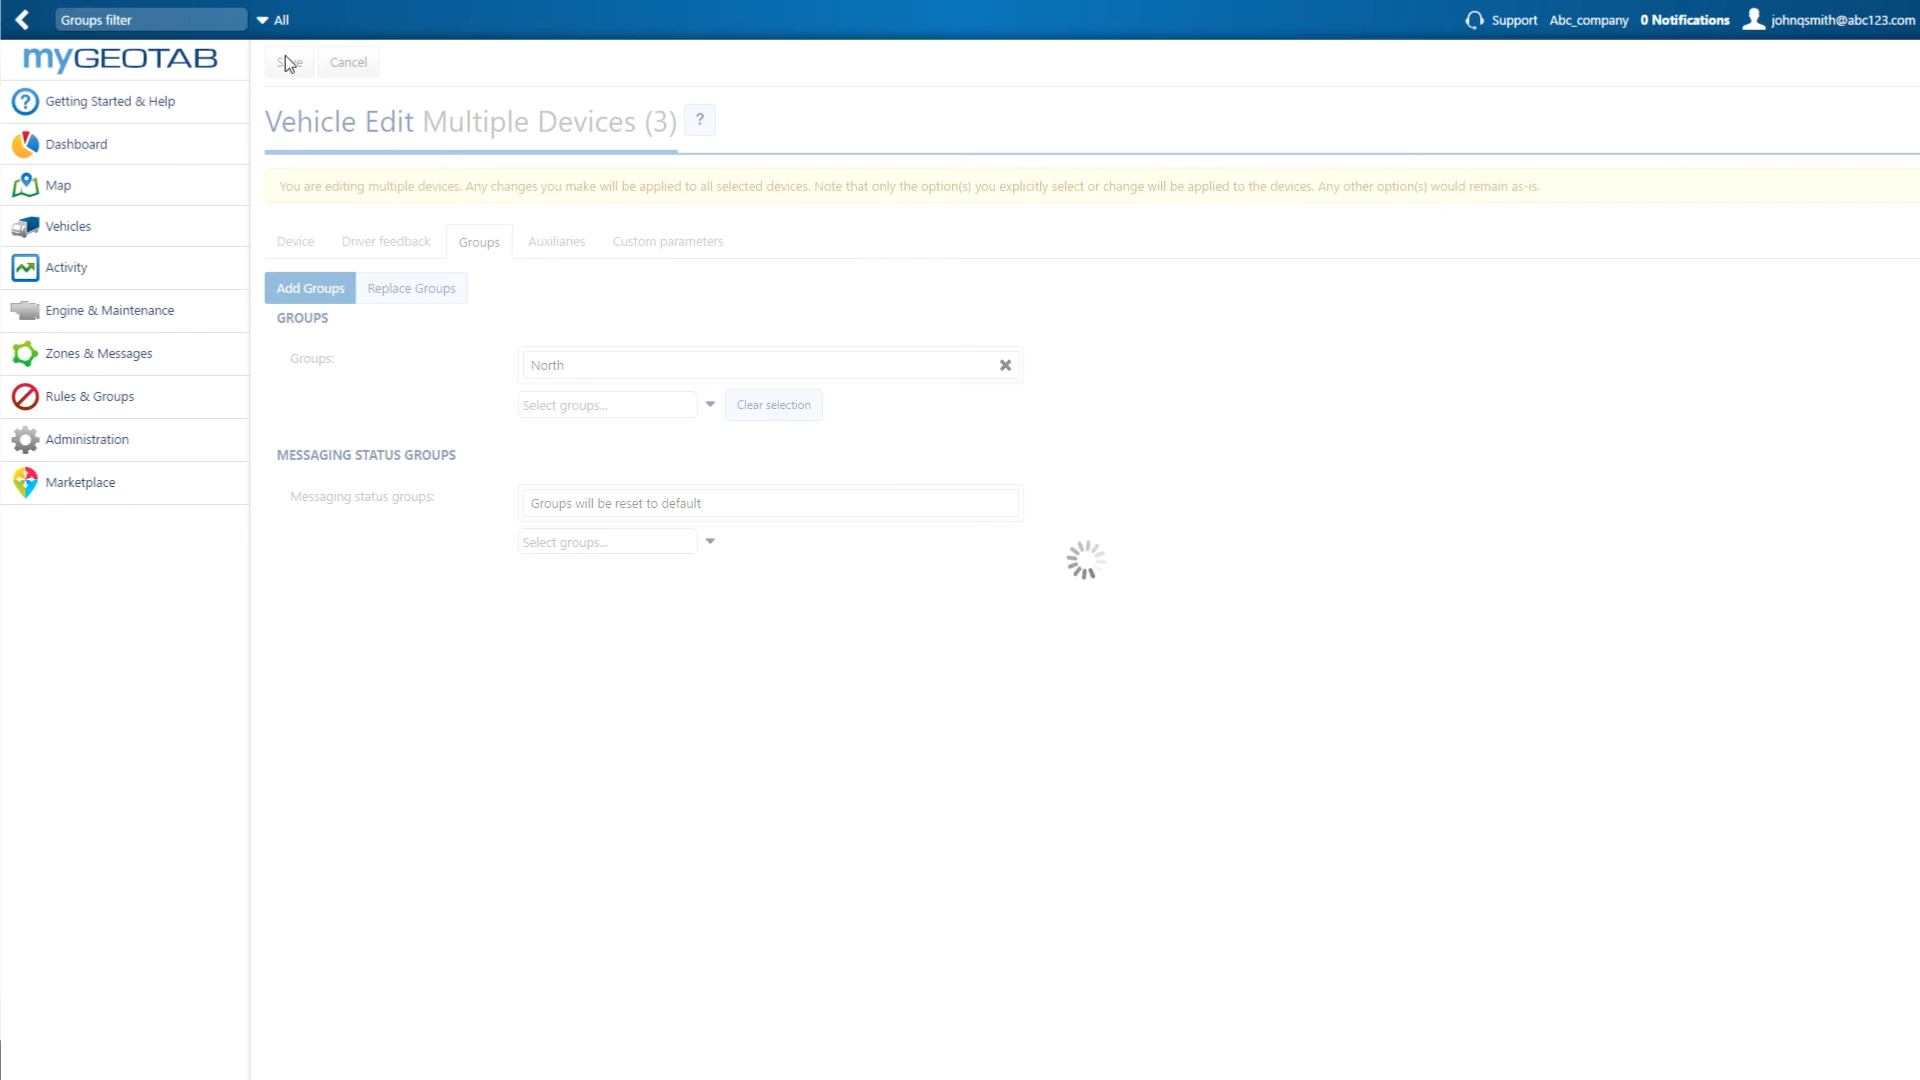 Groups filter
All
Support
Abc_company
0 Notifications
johnqsmith@abc123.com
myGEOTAB
Getting Started & Help
Dashboard
Map
Vehicles
Activity
Engine & Maintenance
Zones & Messages
Rules & Groups
Administration
Marketplace
Cancel
Vehicle Edit Multiple Devices (3)
?
You are editing multiple devices. Any changes you make will be applied to all selected devices. Note that only the option(s) you explicitly select or change will be applied to the devices. Any other option(s) would remain as-is.
Device
Driver feedback
Groups
Auxiliaries
Custom parameters
Add Groups
Replace Groups
GROUPS
Groups:
North
Select groups...
Clear selection
MESSAGING STATUS GROUPS
Messaging status groups:
Groups will be reset to default
Select groups...